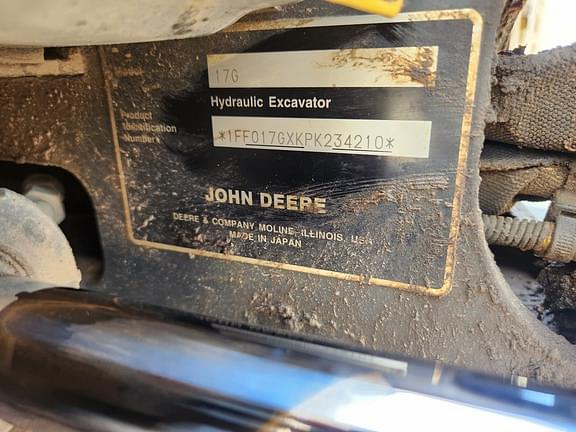 17G
Hydraulic Excavator
Product
Identification
Number
*1FF017GXKPK234210*
JOHN DEERE
DEERE & COMPANY MOLINE, ILLINOIS, USA
MADE IN JAPAN